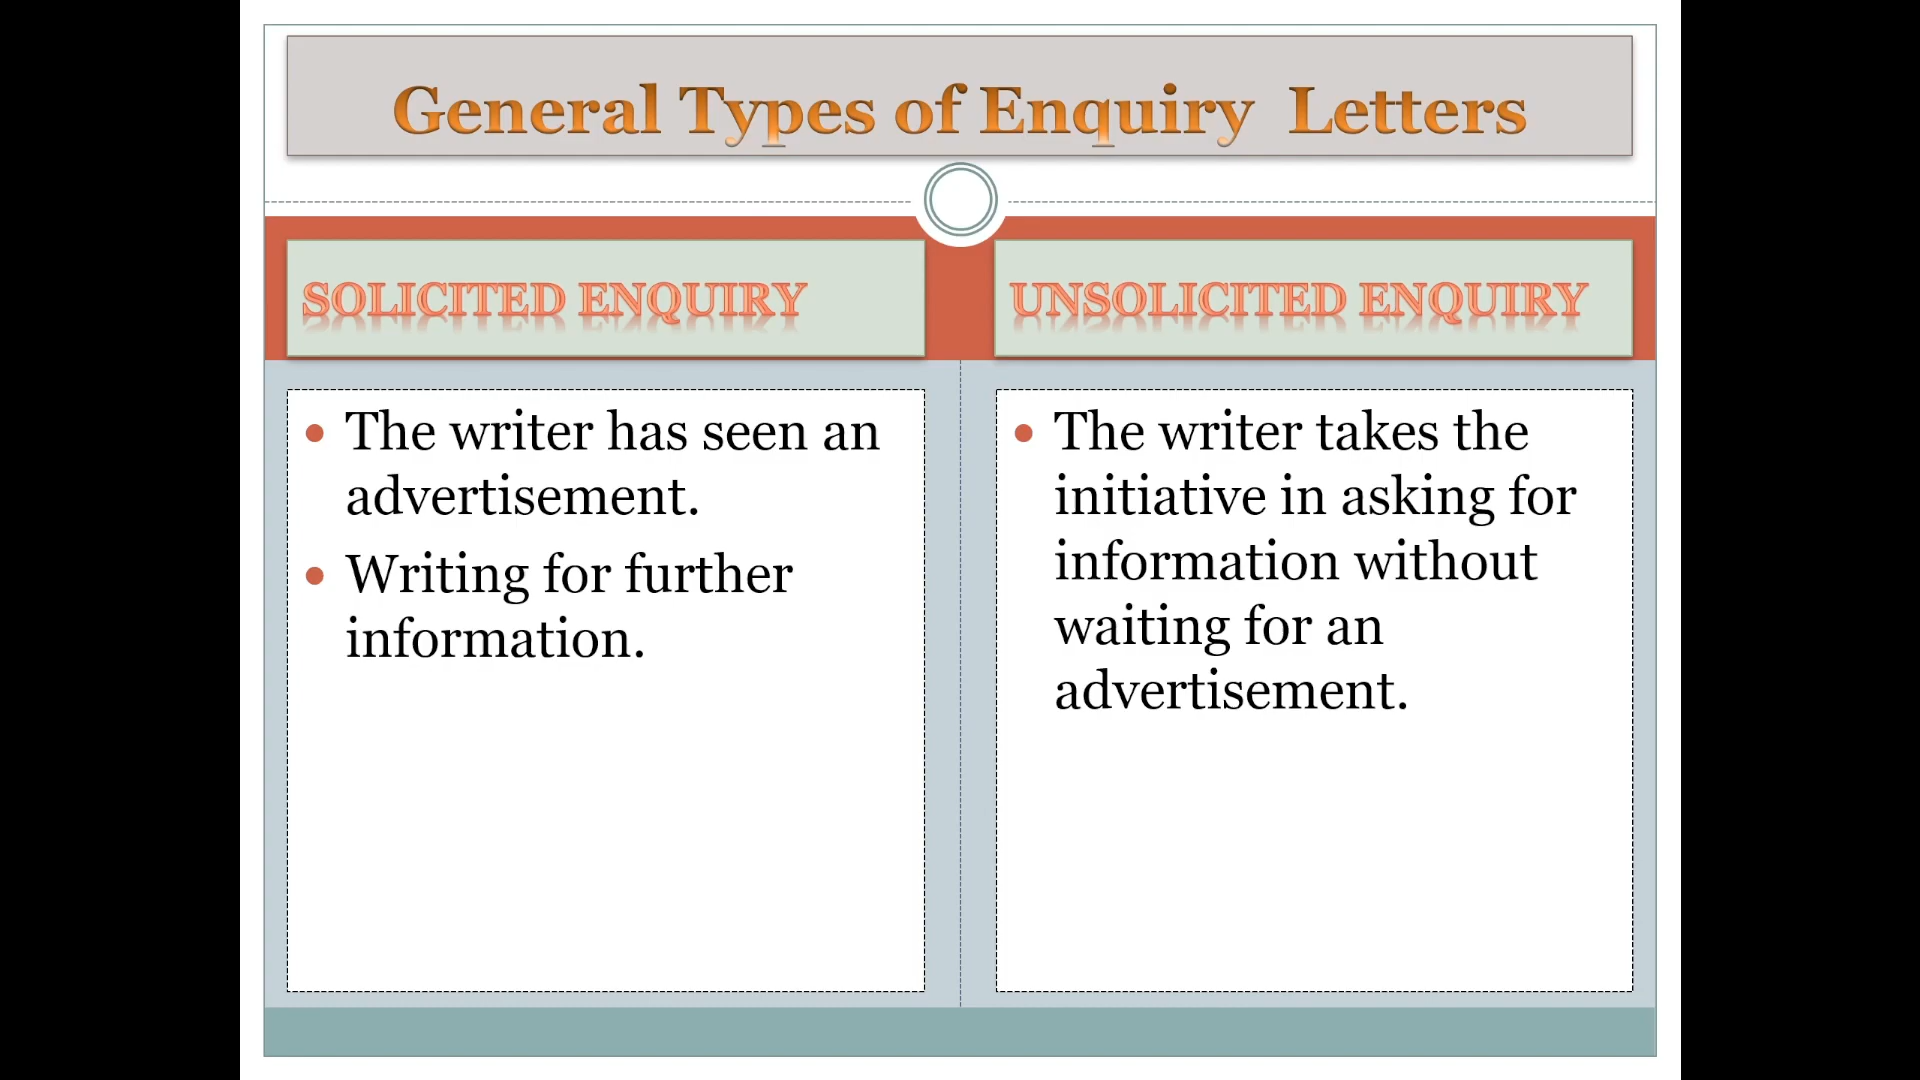 General Types of Enquiry Letters
SOLICITED ENQUIRY
The writer has seen an
advertisement.
Writing for further
information.
UNSOLICITED ENQUIRY
The writer takes the
initiative in asking for
information without
waiting for an
advertisement.